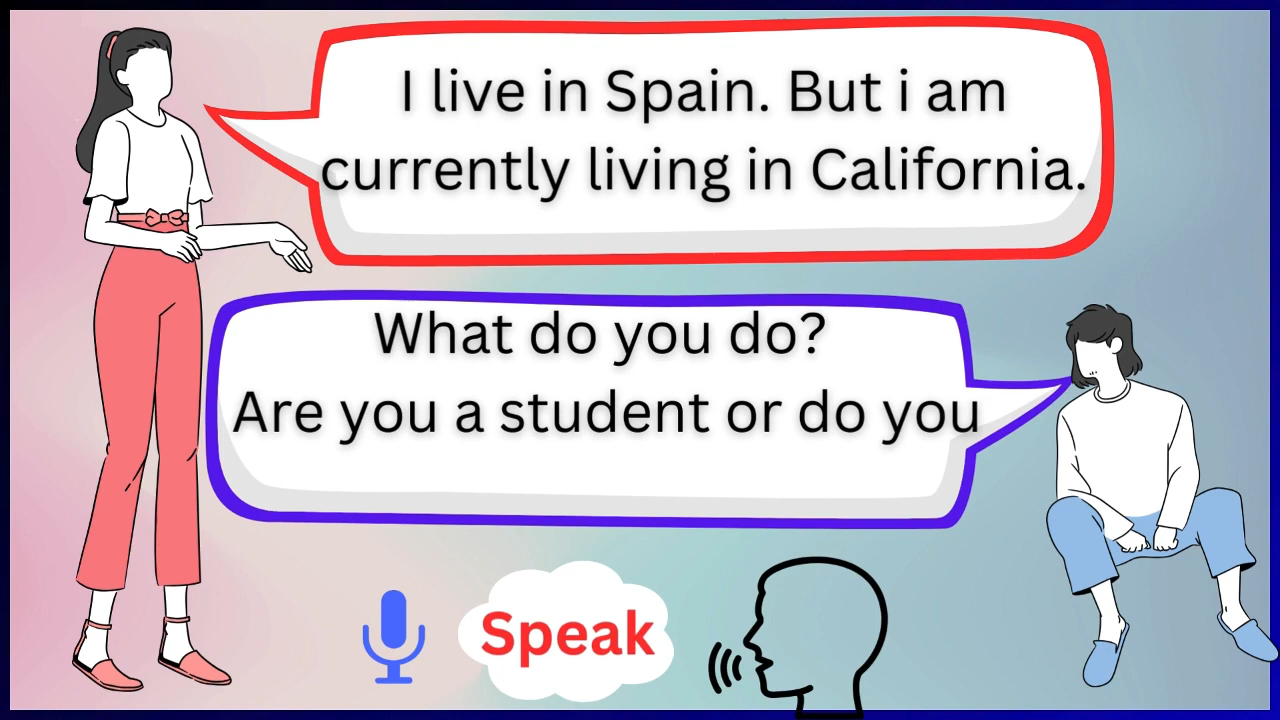 I live in Spain. But i am
currently living in California.
What do you do?
Are you a student or do you
Speak